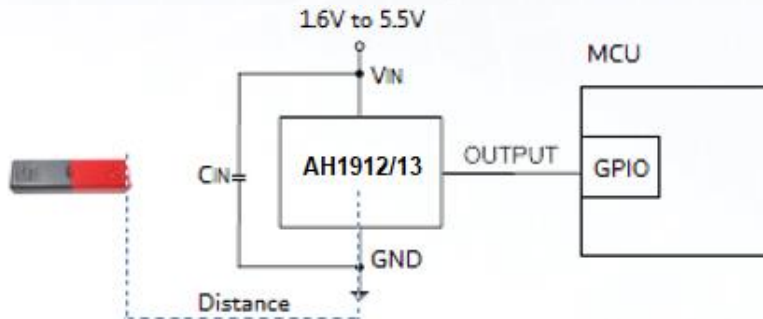 1.6V to 5.5V
VIN
MCU
CIN
AH1912/13
OUTPUT
GPIO
GND
Distance